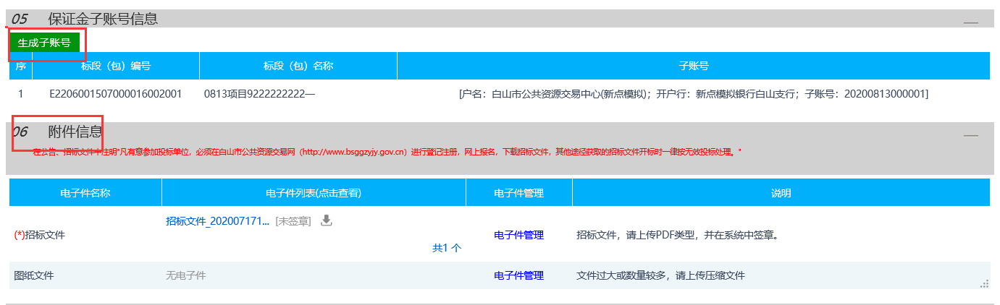 05 保证金子账号信息
生成子账号
序 标段（包）编号 标段（包）名称 子账号
1 E2206001507000016002001 0813项目9222222222— [户名：白山市公共资源交易中心(新点模拟)；开户行：新点模拟银行白山支行；子账号：20200813000001]
06 附件信息
在公告、招标文件中注明"凡有意参加投标单位，必须在白山市公共资源交易网（http://www.bsggzyjy.gov.cn）进行登记注册，网上报名，下载招标文件，其他途径获取的招标文件开标时一律按无效投标处理。"
电子件名称 电子件列表(点击查看) 电子件管理 说明
(*)招标文件 招标文件_202007171... [未签章] 电子件管理 招标文件，请上传PDF类型，并在系统中签章。
共1 个
图纸文件 无电子件 电子件管理 文件过大或数量较多，请上传压缩文件